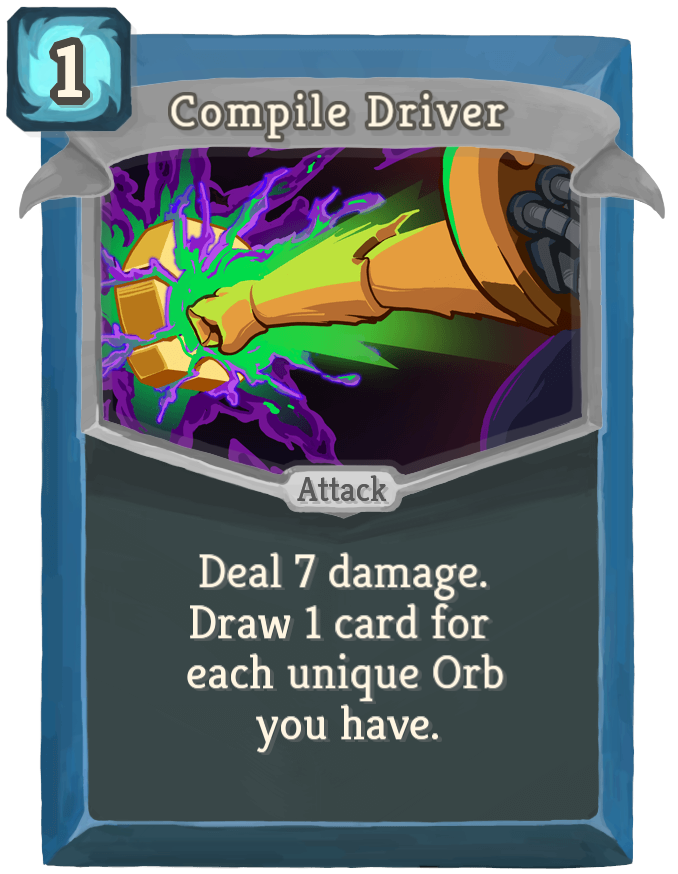 1
Compile Driver
Attack
Deal 7 damage.
Draw 1 card for
each unique Orb
you have.